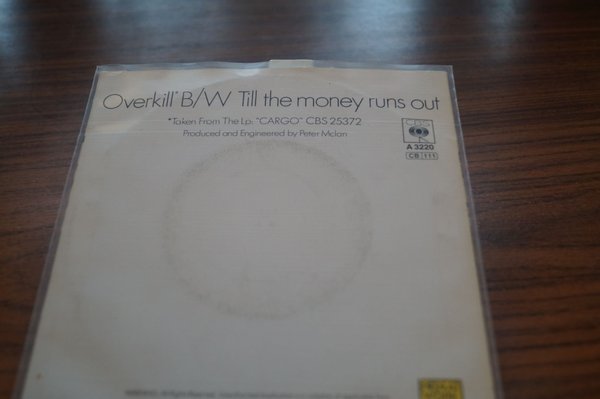 Overkill* B/W Till the money runs out
*Taken From The Lp: "CARGO" CBS 25372
Produced and Engineered by Peter McIan
CBS
A 3220
CB 111